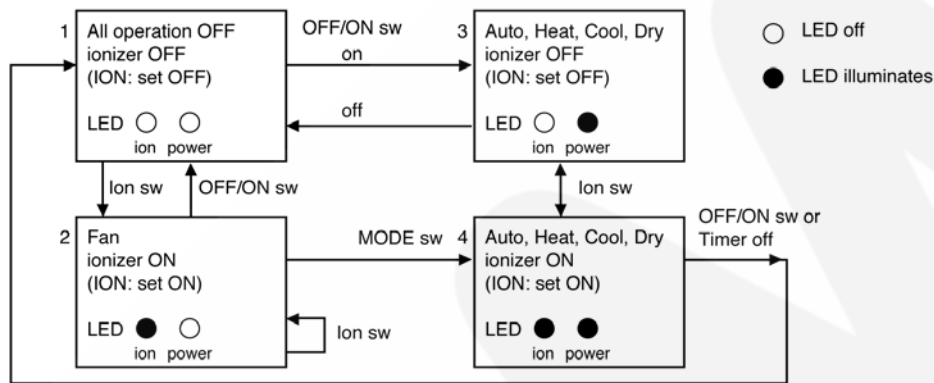 1
All operation OFF
ionizer OFF
(ION: set OFF)
LED
ion power
OFF/ON sw
on
off
3
Auto, Heat, Cool, Dry
ionizer OFF
(ION: set OFF)
LED
ion power
LED off
LED illuminates
Ion sw
OFF/ON sw
Ion sw
2
Fan
ionizer ON
(ION: set ON)
LED
ion power
Ion sw
MODE sw
4
Auto, Heat, Cool, Dry
ionizer ON
(ION: set ON)
LED
ion power
OFF/ON sw or
Timer off